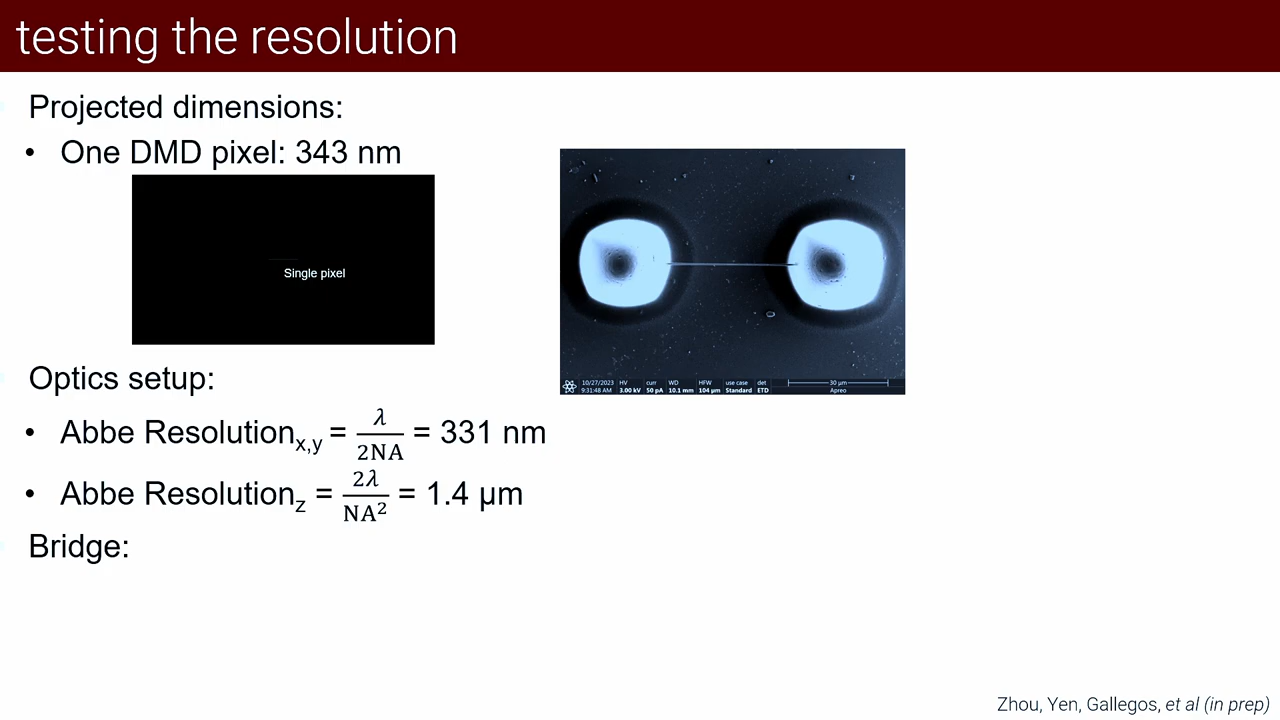 testing the resolution
Projected dimensions:
• One DMD pixel: 343 nm
Single pixel
10/27/2023 HV curr WD HFW use case det 30 μm
9:31:48 AM 3.00 kV 50 pA 10.1 mm 104 μm Standard ETD Apreo
Optics setup:
• Abbe Resolution_x,y = λ/2NA = 331 nm
• Abbe Resolution_z = 2λ/NA² = 1.4 μm
Bridge:
Zhou, Yen, Gallegos, et al (in prep)